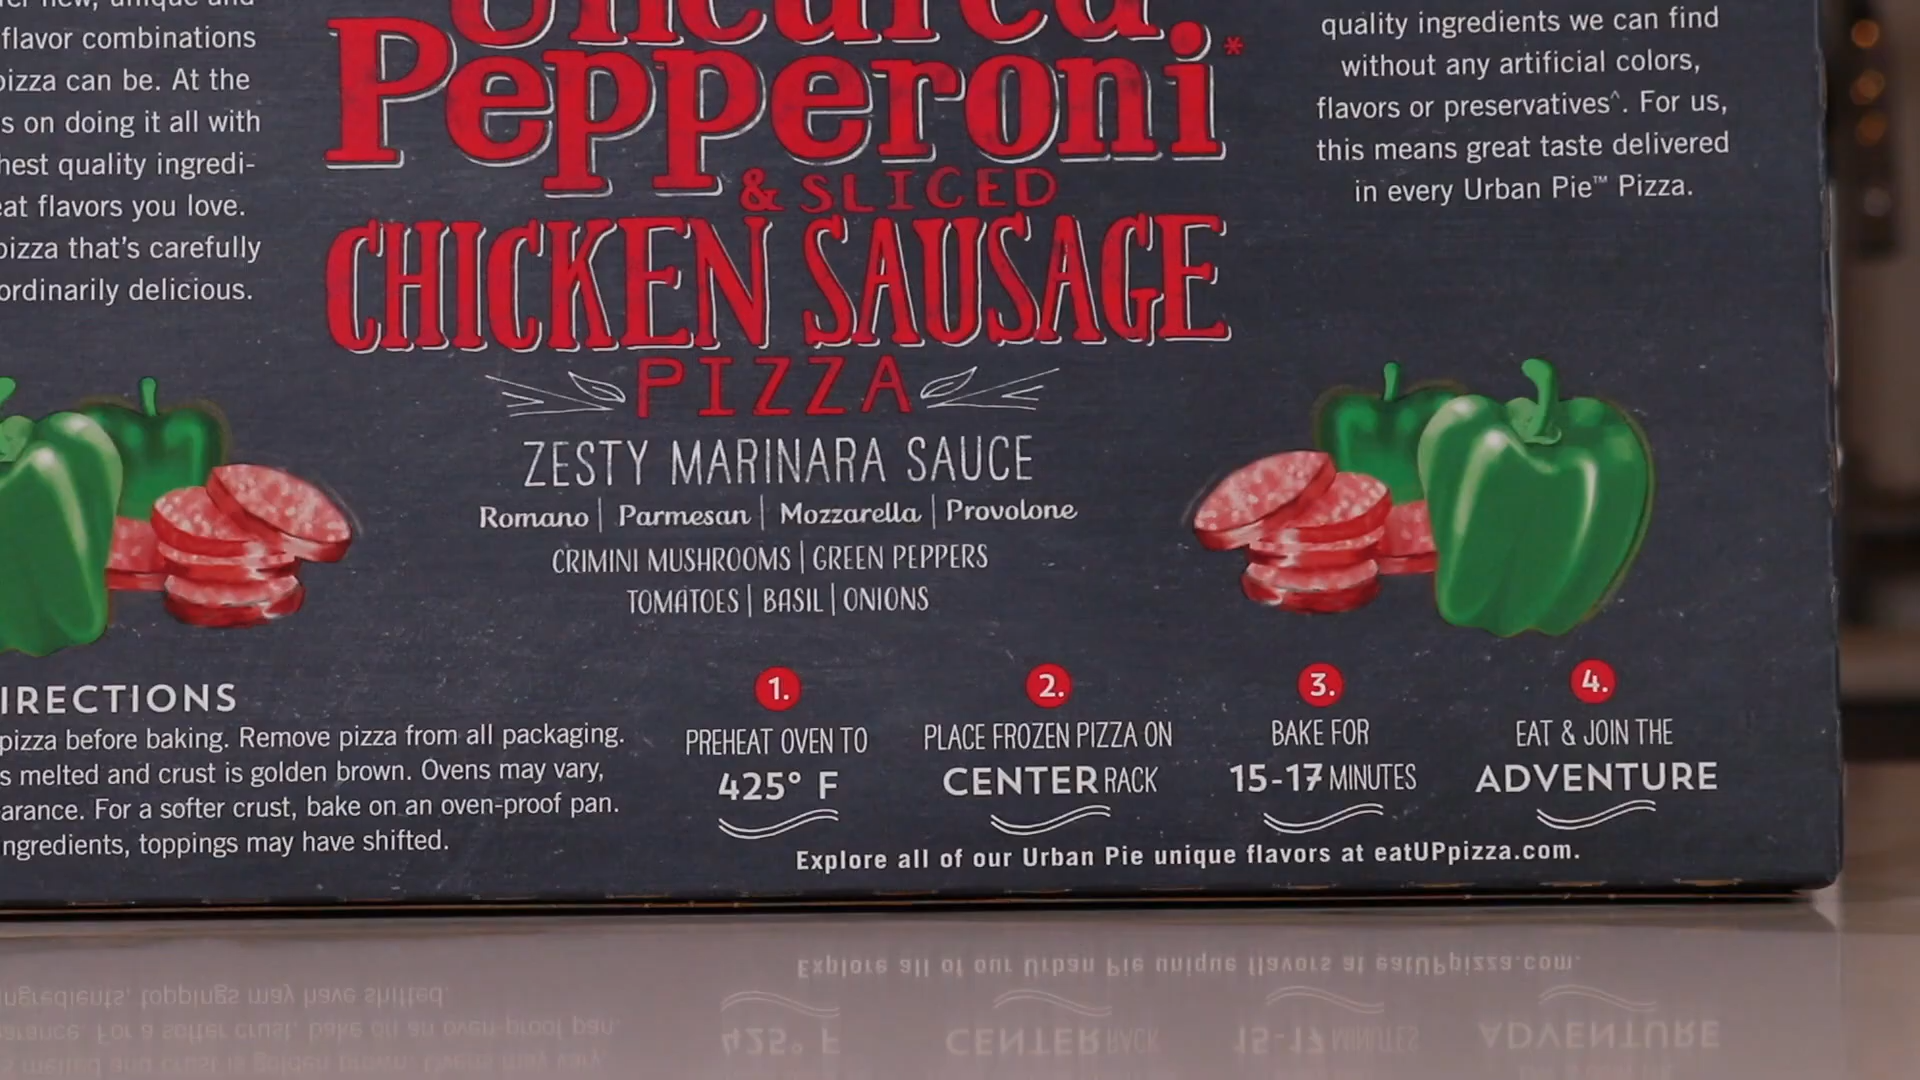 flavor combinations
pizza can be. At the
s on doing it all with
hest quality ingredi-
eat flavors you love.
pizza that's carefully
ordinarily delicious.
Uncured
Pepperoni*
& SLICED
CHICKEN SAUSAGE
PIZZA
ZESTY MARINARA SAUCE
Romano | Parmesan | Mozzarella | Provolone
CRIMINI MUSHROOMS | GREEN PEPPERS
TOMATOES | BASIL | ONIONS
quality ingredients we can find
without any artificial colors,
flavors or preservatives^. For us,
this means great taste delivered
in every Urban Pie™ Pizza.
IRECTIONS
pizza before baking. Remove pizza from all packaging.
s melted and crust is golden brown. Ovens may vary,
arance. For a softer crust, bake on an oven-proof pan.
ngredients, toppings may have shifted.
1.
PREHEAT OVEN TO
425° F
2.
PLACE FROZEN PIZZA ON
CENTER RACK
3.
BAKE FOR
15-17 MINUTES
4.
EAT & JOIN THE
ADVENTURE
Explore all of our Urban Pie unique flavors at eatUPpizza.com.